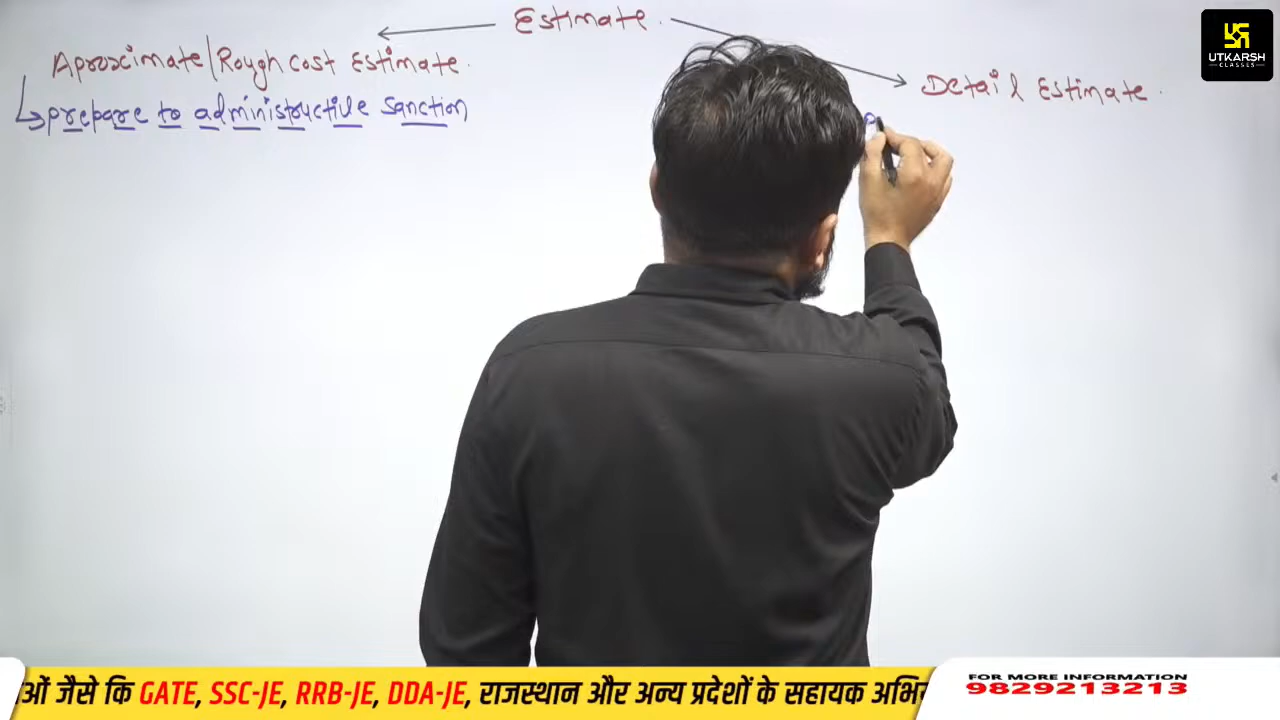 Estimate.
Aproximate/Rough cost Estimate.
prepare to administructive sanction
Detail Estimate.
P
UTKARSH
CLASSES
ओं जैसे कि GATE, SSC-JE, RRB-JE, DDA-JE, राजस्थान और अन्य प्रदेशों के सहायक अभि
FOR MORE INFORMATION
9829213213